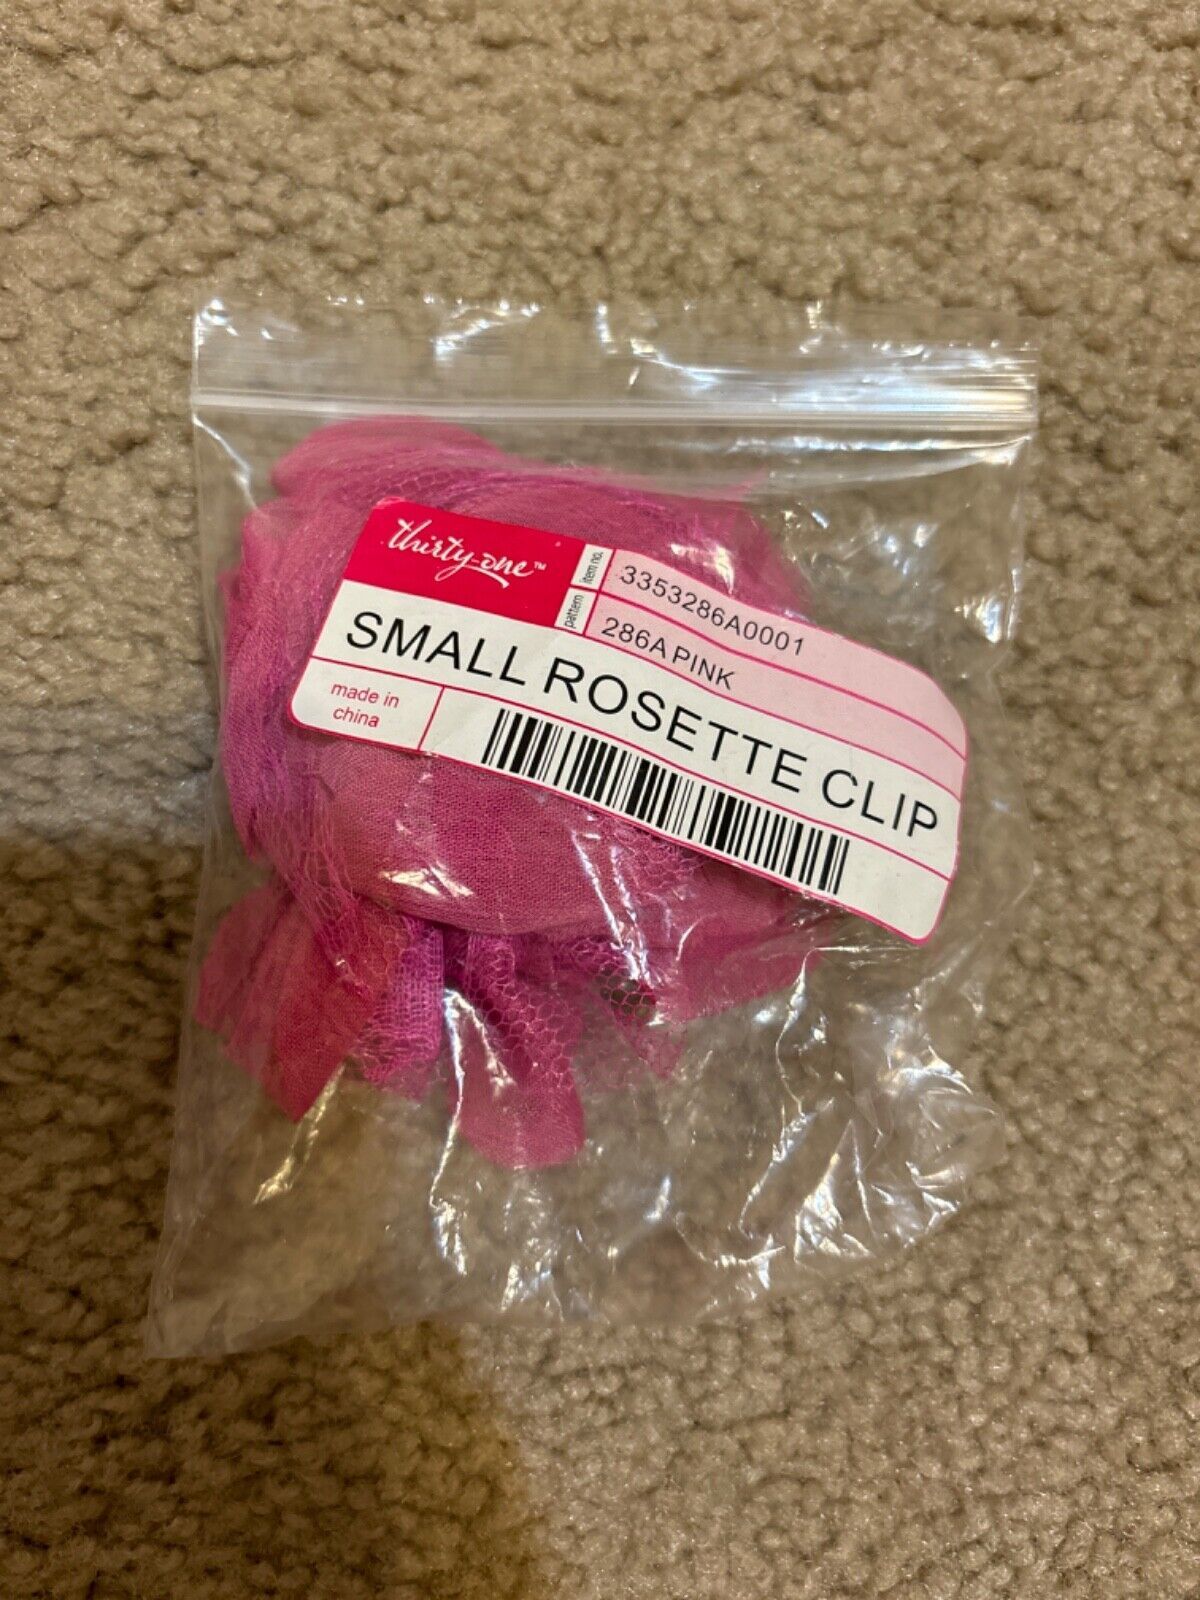 thirty-one™
item no. 3353286A0001
pattern 286A PINK
SMALL ROSETTE CLIP
made in
china